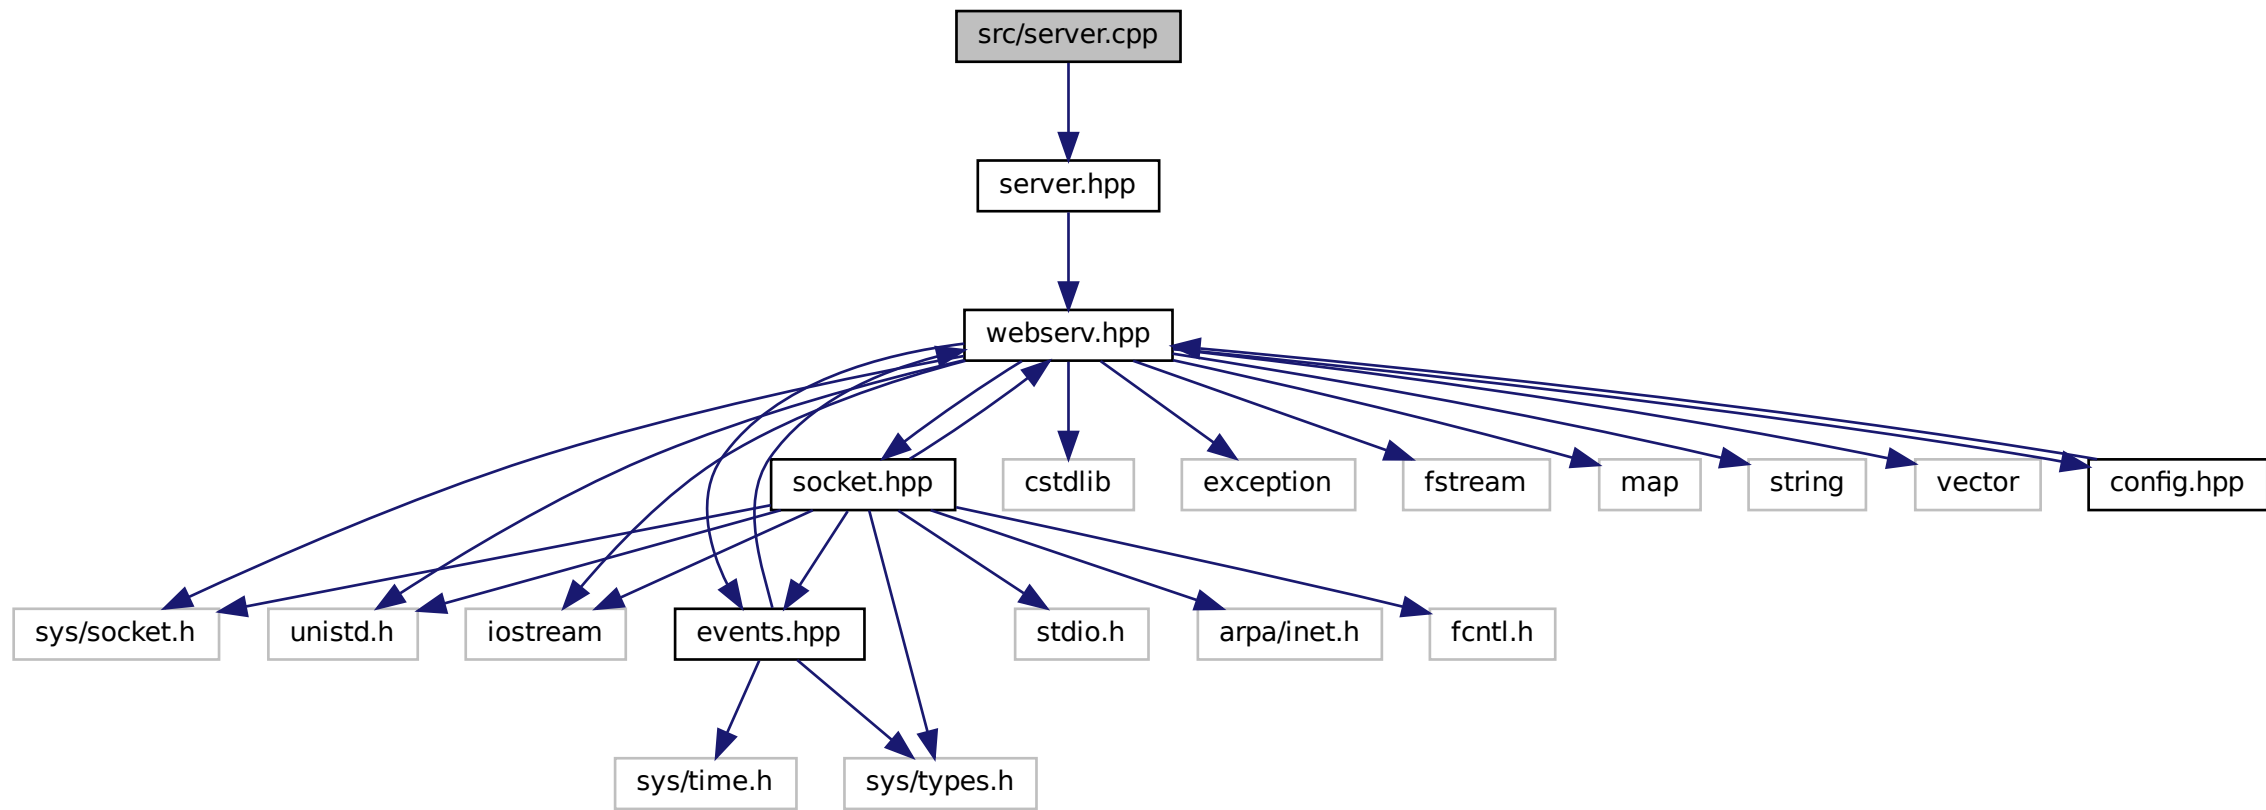 src/server.cpp
server.hpp
webserv.hpp
socket.hpp
cstdlib
exception
fstream
map
string
vector
config.hpp
sys/socket.h
unistd.h
iostream
events.hpp
stdio.h
arpa/inet.h
fcntl.h
sys/time.h
sys/types.h